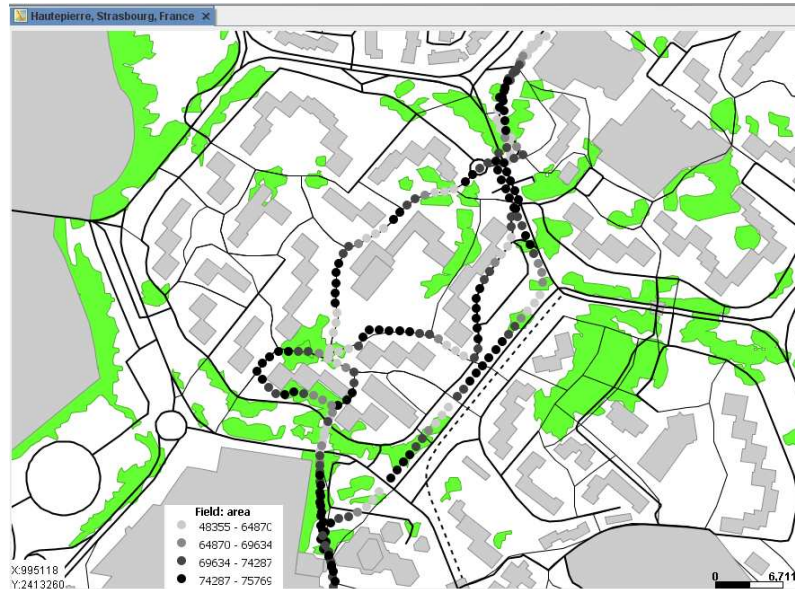 Hautepierre, Strasbourg, France
Field: area
48355 - 64870
64870 - 69634
69634 - 74287
74287 - 75769
X:995118
Y:2413260
0 6.711